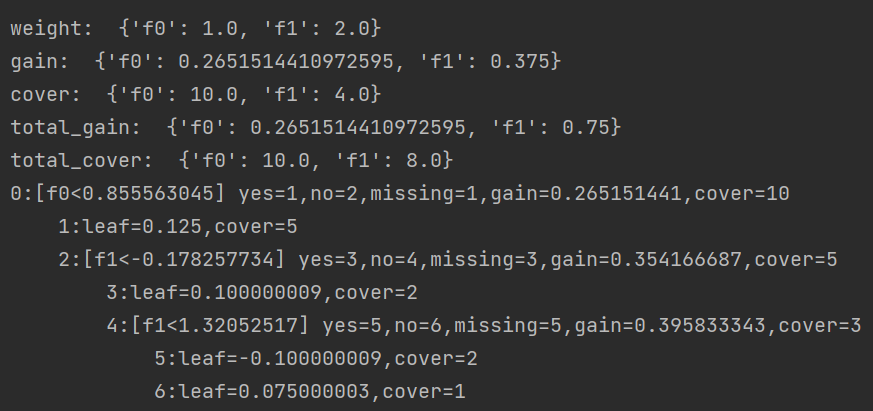 weight:  {'f0': 1.0, 'f1': 2.0}
gain:  {'f0': 0.2651514410972595, 'f1': 0.375}
cover:  {'f0': 10.0, 'f1': 4.0}
total_gain:  {'f0': 0.2651514410972595, 'f1': 0.75}
total_cover:  {'f0': 10.0, 'f1': 8.0}
0:[f0<0.855563045] yes=1,no=2,missing=1,gain=0.265151441,cover=10
    1:leaf=0.125,cover=5
    2:[f1<-0.178257734] yes=3,no=4,missing=3,gain=0.354166687,cover=5
        3:leaf=0.100000009,cover=2
        4:[f1<1.32052517] yes=5,no=6,missing=5,gain=0.395833343,cover=3
            5:leaf=-0.100000009,cover=2
            6:leaf=0.075000003,cover=1